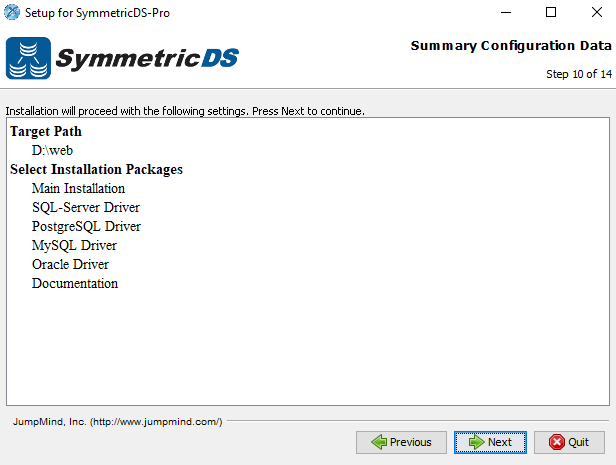 Setup for SymmetricDS-Pro
SymmetricDS
Summary Configuration Data
Step 10 of 14
Installation will proceed with the following settings. Press Next to continue.
Target Path
D:\web
Select Installation Packages
Main Installation
SQL-Server Driver
PostgreSQL Driver
MySQL Driver
Oracle Driver
Documentation
JumpMind, Inc. (http://www.jumpmind.com/)
Previous
Next
Quit